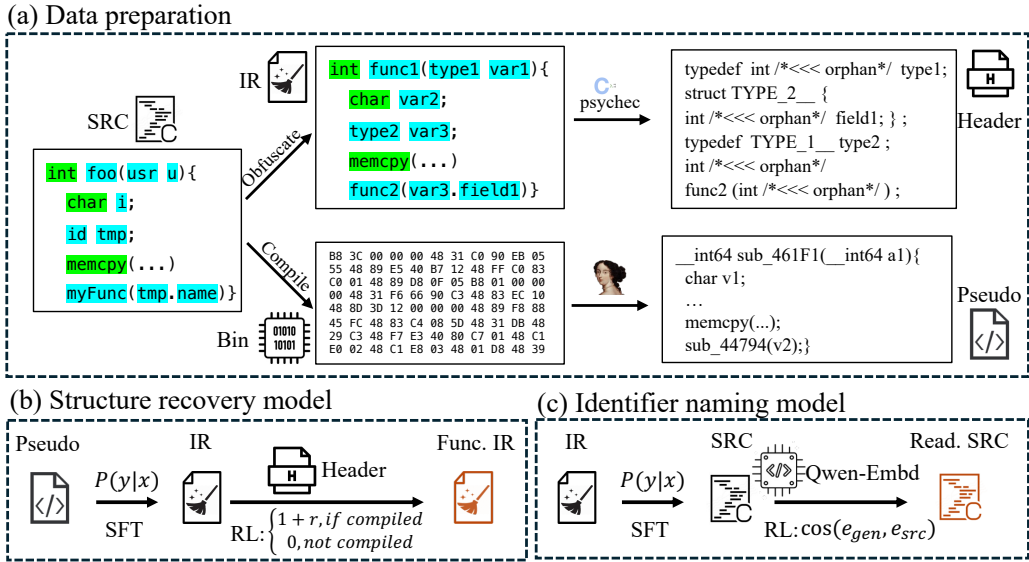 (a) Data preparation
SRC
int foo(usr u){
char i;
id tmp;
memcpy(...)
myFunc(tmp.name)}
Obfuscate
Compile
IR
int func1(type1 var1){
char var2;
type2 var3;
memcpy(...)
func2(var3.field1)}
C
psychec
typedef int /*<<< orphan*/ type1;
struct TYPE_2__ {
int /*<<< orphan*/ field1; } ;
typedef TYPE_1__ type2 ;
int /*<<< orphan*/
func2 (int /*<<< orphan*/ ) ;
H
Header
Bin
01010
10101
B8 3C 00 00 00 48 31 C0 90 EB 05
55 48 89 E5 40 B7 12 48 FF C0 83
C0 01 48 89 D8 0F 05 B8 01 00 00
00 48 31 F6 66 90 C3 48 83 EC 10
48 8D 3D 12 00 00 00 48 89 F8 88
45 FC 48 83 C4 08 5D 48 31 DB 48
29 C3 48 F7 E3 40 80 C7 01 48 C1
E0 02 48 C1 E8 03 48 01 D8 48 39
__int64 sub_461F1(__int64 a1){
char v1;
…
memcpy(...);
sub_44794(v2);}
Pseudo
</>
(b) Structure recovery model
Pseudo
</>
P(y|x)
SFT
IR
H
Header
RL:{1 + r, if compiled
0, not compiled
Func. IR
(c) Identifier naming model
IR
P(y|x)
SFT
SRC
C
</>
Qwen-Embd
RL:cos(e_gen, e_src)
Read. SRC
C